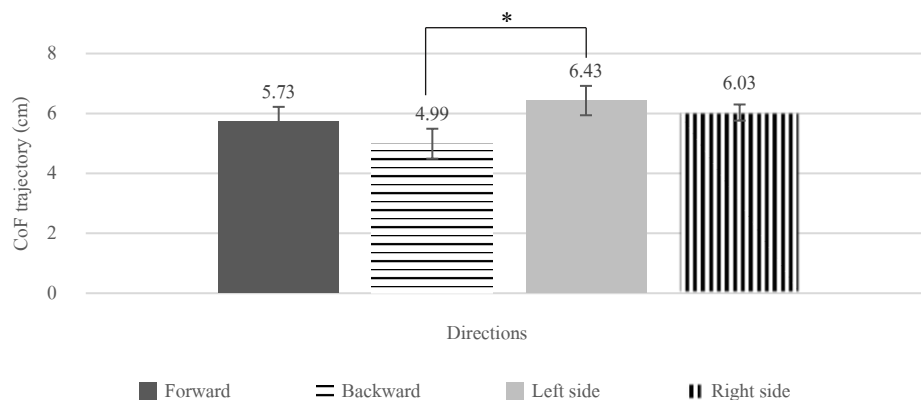 *
8
6
4
2
0
CoF trajectory (cm)
5.73
4.99
6.43
6.03
Directions
Forward
Backward
Left side
Right side